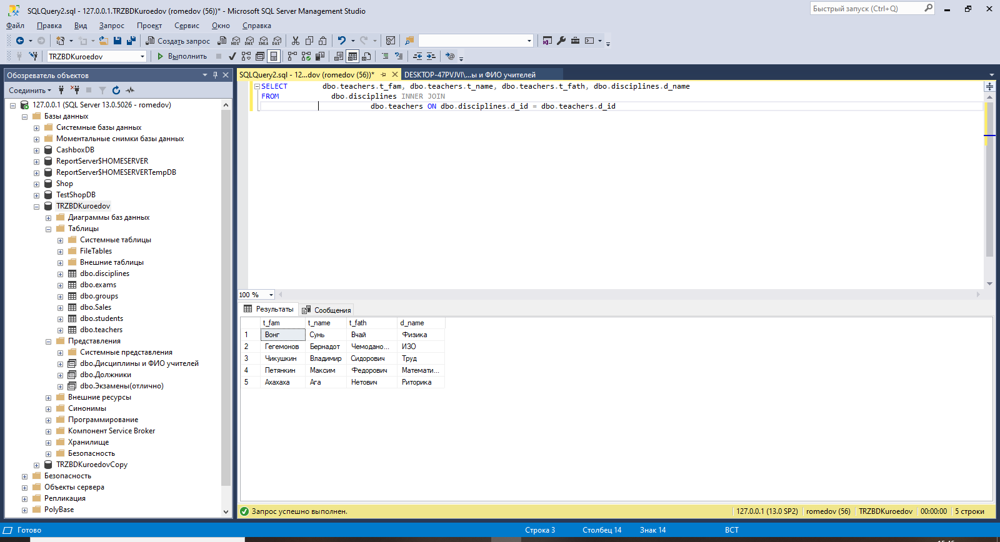 SQLQuery2.sql - 127.0.0.1.TRZBDKuroedov (romedov (56))* - Microsoft SQL Server Management Studio
Быстрый запуск (Ctrl+Q)
Файл Правка Вид Запрос Проект Сервис Окно Справка
Создать запрос MDX DMX XMLA DAX
TRZBDKuroedov Выполнить
Обозреватель объектов
Соединить
127.0.0.1 (SQL Server 13.0.5026 - romedov)
Базы данных
Системные базы данных
Моментальные снимки базы данных
CashboxDB
ReportServer$HOMESERVER
ReportServer$HOMESERVERTempDB
Shop
TestShopDB
TRZBDKuroedov
Диаграммы баз данных
Таблицы
Системные таблицы
FileTables
Внешние таблицы
dbo.disciplines
dbo.exams
dbo.groups
dbo.Sales
dbo.students
dbo.teachers
Представления
Системные представления
dbo.Дисциплины и ФИО учителей
dbo.Должники
dbo.Экзамены(отлично)
Внешние ресурсы
Синонимы
Программирование
Компонент Service Broker
Хранилище
Безопасность
TRZBDKuroedovCopy
Безопасность
Объекты сервера
Репликация
PolyBase
SQLQuery2.sql - 12...dov (romedov (56))* DESKTOP-47PVJVI\...ы и ФИО учителей
SELECT dbo.teachers.t_fam, dbo.teachers.t_name, dbo.teachers.t_fath, dbo.disciplines.d_name
FROM dbo.disciplines INNER JOIN
dbo.teachers ON dbo.disciplines.d_id = dbo.teachers.d_id
100 %
Результаты Сообщения
t_fam t_name t_fath d_name
1 Вонг Сунь Вчай Физика
2 Гегемонов Бернадот Чемодано... ИЗО
3 Чикушкин Владимир Сидорович Труд
4 Петянкин Максим Федорович Математи...
5 Ахахаха Ага Нетович Риторика
Запрос успешно выполнен. 127.0.0.1 (13.0 SP2) romedov (56) TRZBDKuroedov 00:00:00 5 строки
Готово Строка 3 Столбец 14 Знак 14 ВСТ